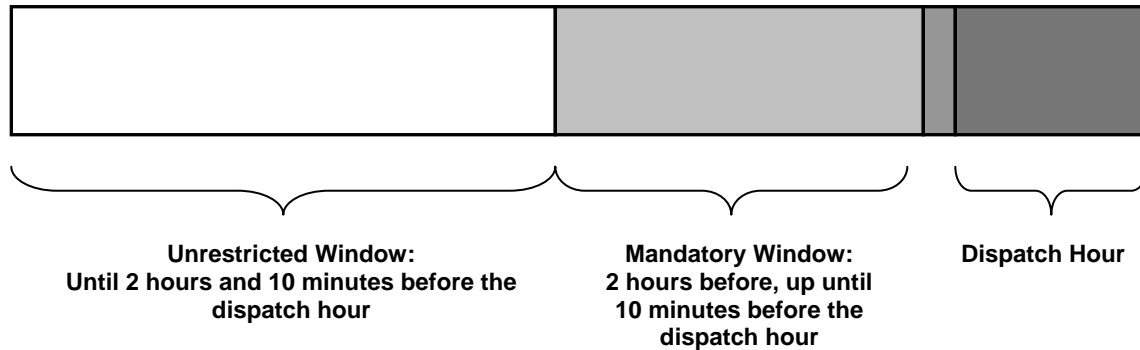 Unrestricted Window:
Until 2 hours and 10 minutes before the
dispatch hour
Mandatory Window:
2 hours before, up until
10 minutes before the
dispatch hour
Dispatch Hour